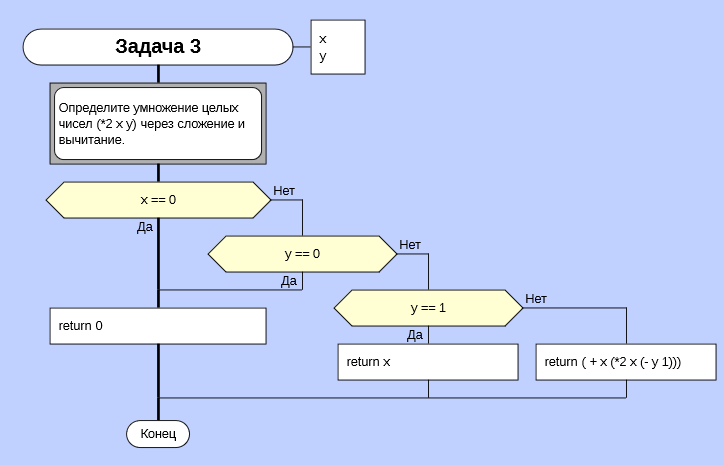 Задача 3
x
y
Определите умножение целых
чисел (*2 x y) через сложение и
вычитание.
x == 0
Нет
Да
y == 0
Нет
Да
y == 1
Нет
Да
return 0
return x
return ( + x (*2 x (- y 1)))
Конец